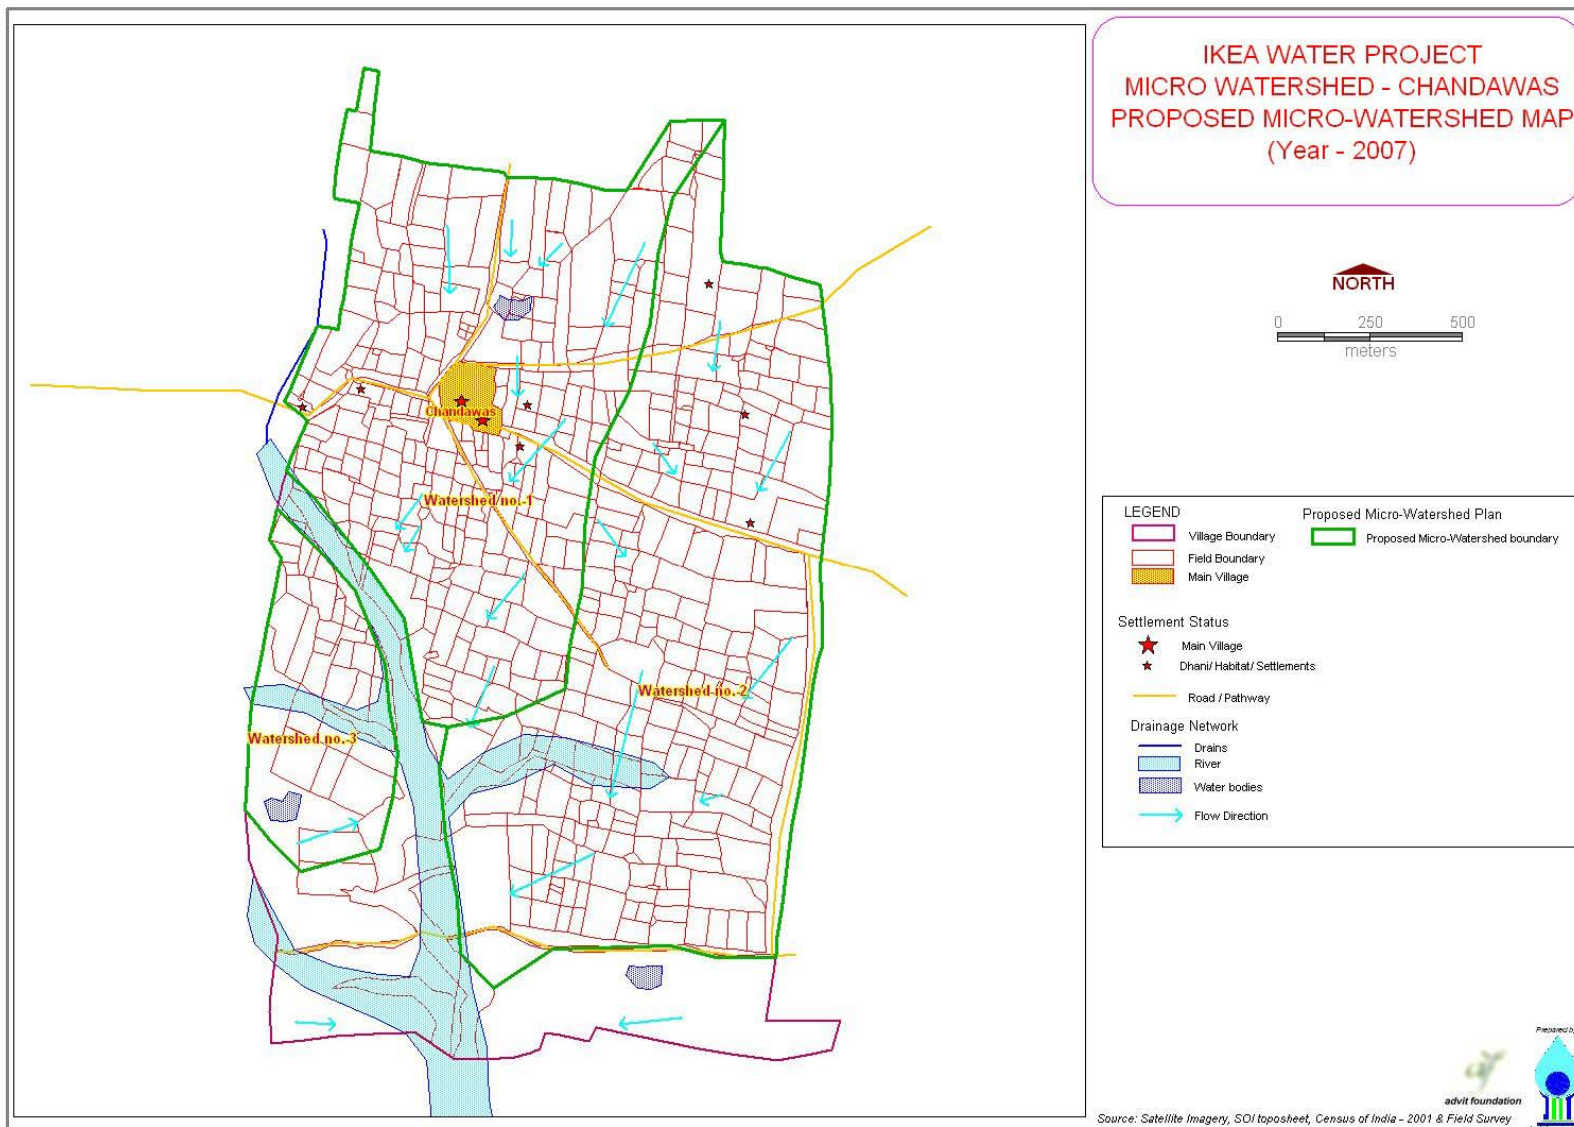 IKEA WATER PROJECT
MICRO WATERSHED - CHANDAWAS
PROPOSED MICRO-WATERSHED MAP
(Year - 2007)
NORTH
0 250 500
meters
Chandawas
Watershed no.-1
Watershed no.-2
Watershed no.-3
LEGEND
Village Boundary
Field Boundary
Main Village
Proposed Micro-Watershed Plan
Proposed Micro-Watershed boundary
Settlement Status
Main Village
Dhani/ Habitat/ Settlements
Road / Pathway
Drainage Network
Drains
River
Water bodies
Flow Direction
Prepared by
advit foundation
Source: Satellite Imagery, SOI toposheet, Census of India - 2001 & Field Survey